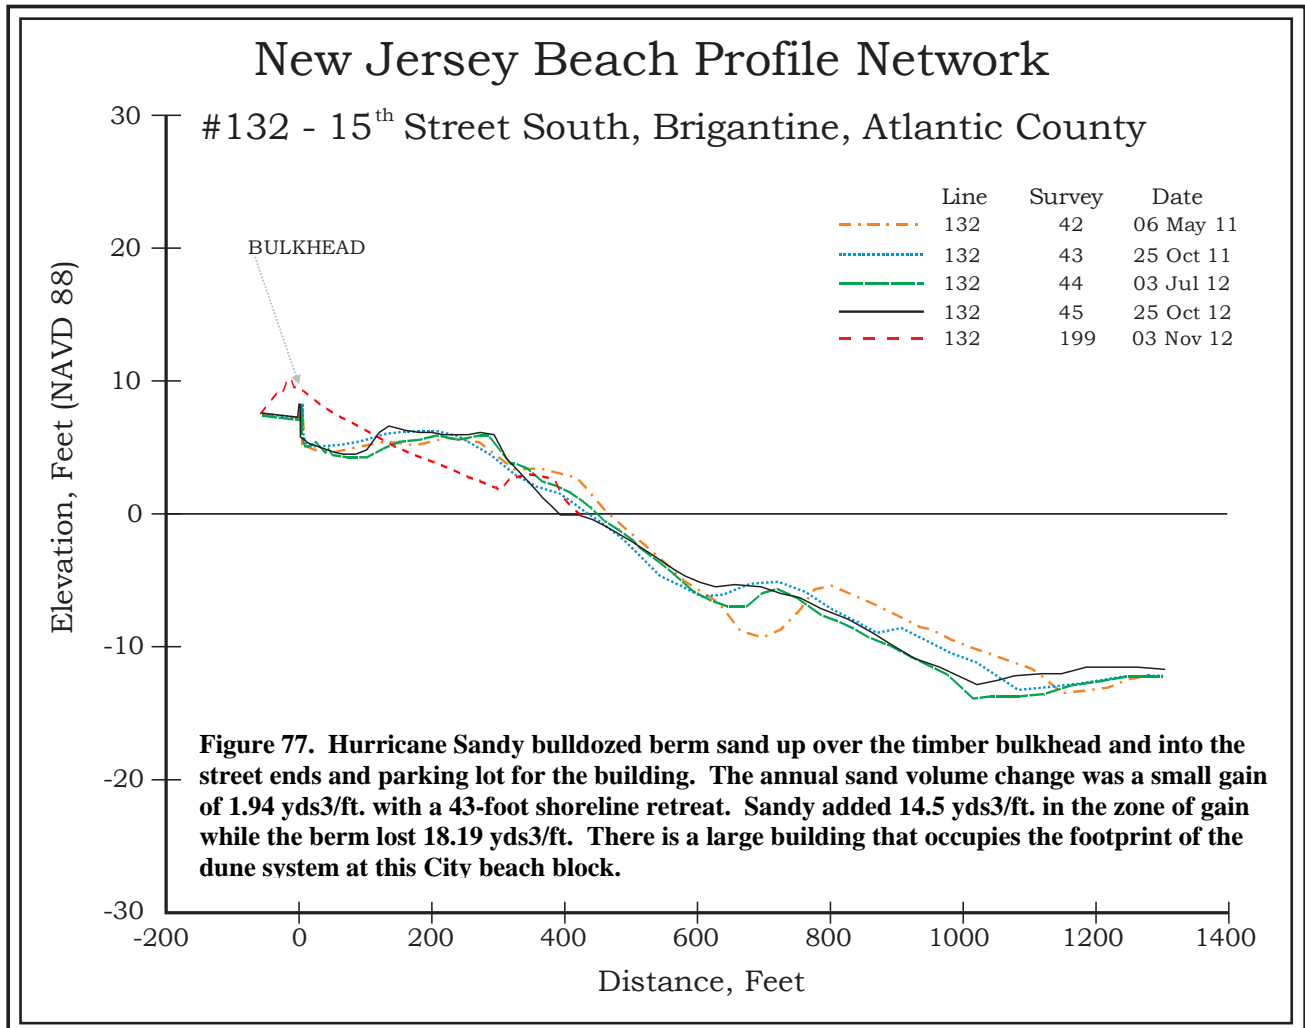 New Jersey Beach Profile Network
#132 - 15th Street South, Brigantine, Atlantic County
Line Survey Date
132 42 06 May 11
132 43 25 Oct 11
132 44 03 Jul 12
132 45 25 Oct 12
132 199 03 Nov 12
BULKHEAD
30
20
10
0
-10
-20
-30
Elevation, Feet (NAVD 88)
Figure 77. Hurricane Sandy bulldozed berm sand up over the timber bulkhead and into the
street ends and parking lot for the building. The annual sand volume change was a small gain
of 1.94 yds3/ft. with a 43-foot shoreline retreat. Sandy added 14.5 yds3/ft. in the zone of gain
while the berm lost 18.19 yds3/ft. There is a large building that occupies the footprint of the
dune system at this City beach block.
-200 0 200 400 600 800 1000 1200 1400
Distance, Feet